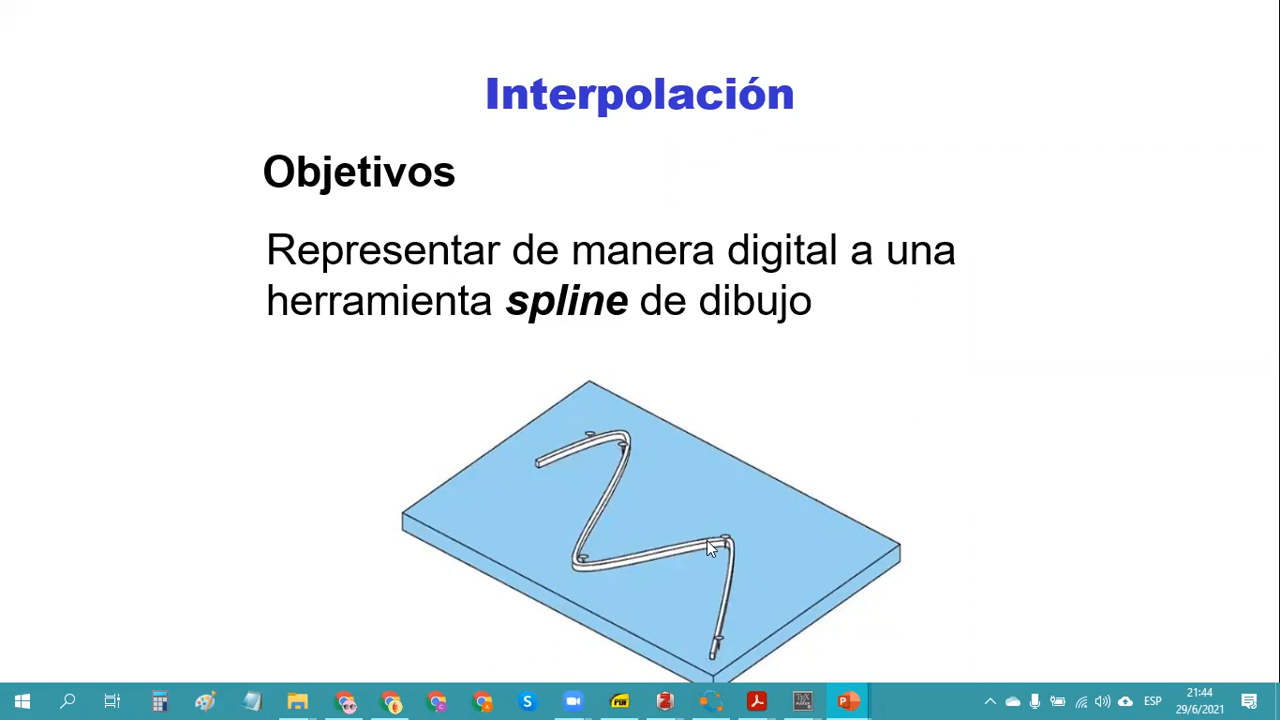 Interpolación
Objetivos
Representar de manera digital a una
herramienta spline de dibujo
ESP
21:44
29/6/2021